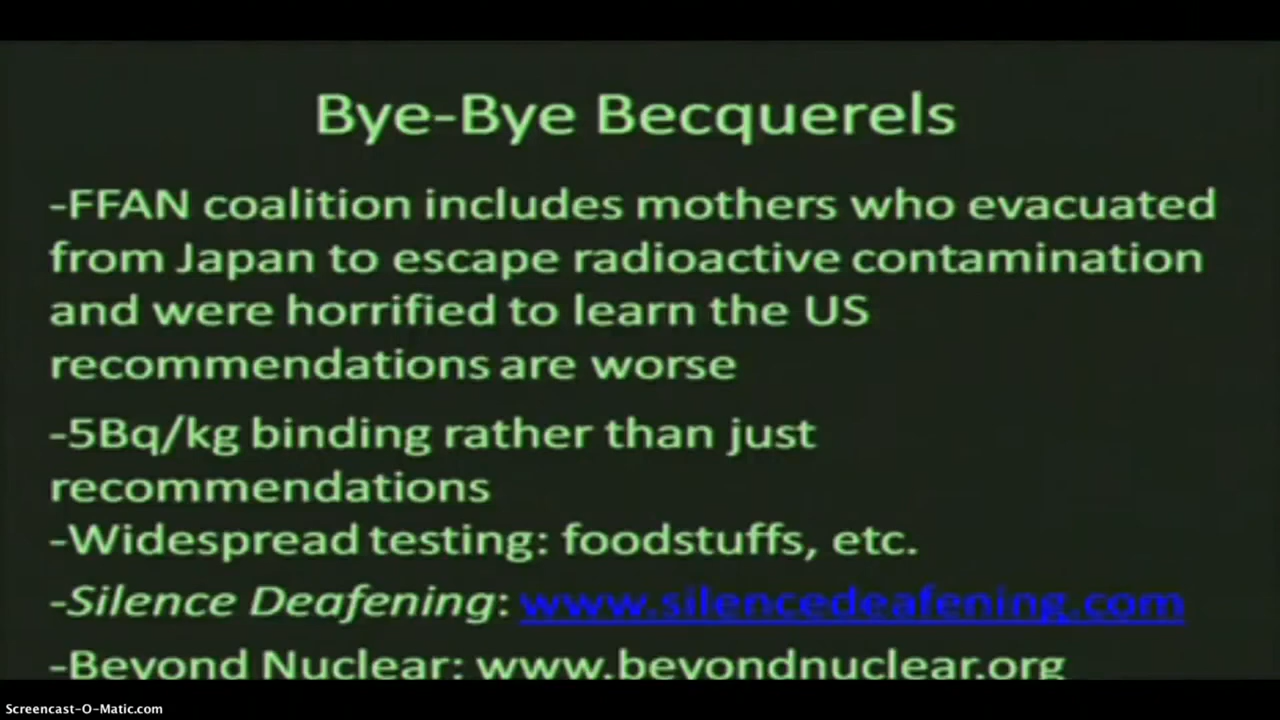 Bye-Bye Becquerels
-FFAN coalition includes mothers who evacuated
from Japan to escape radioactive contamination
and were horrified to learn the US
recommendations are worse
-5Bq/kg binding rather than just
recommendations
-Widespread testing: foodstuffs, etc.
-Silence Deafening: www.silencedeafening.com
-Beyond Nuclear: www.beyondnuclear.org
Screencast-O-Matic.com